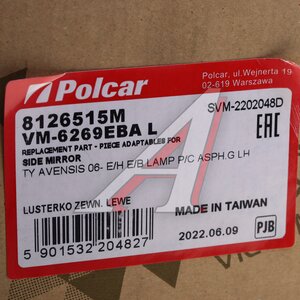 Polcar
Polcar, ul.Wejnerta 19
02-619 Warszawa
8126515M
SVM-2202048D
VM-6269EBA L
EAC
REPLACEMENT PART - PIECE ADAPTABLES FOR
SIDE MIRROR
TY AVENSIS 06- E/H E/B LAMP P/C ASPH.G LH
LUSTERKO ZEWN. LEWE
MADE IN TAIWAN
2022.06.09
PJB
5 901532 204827